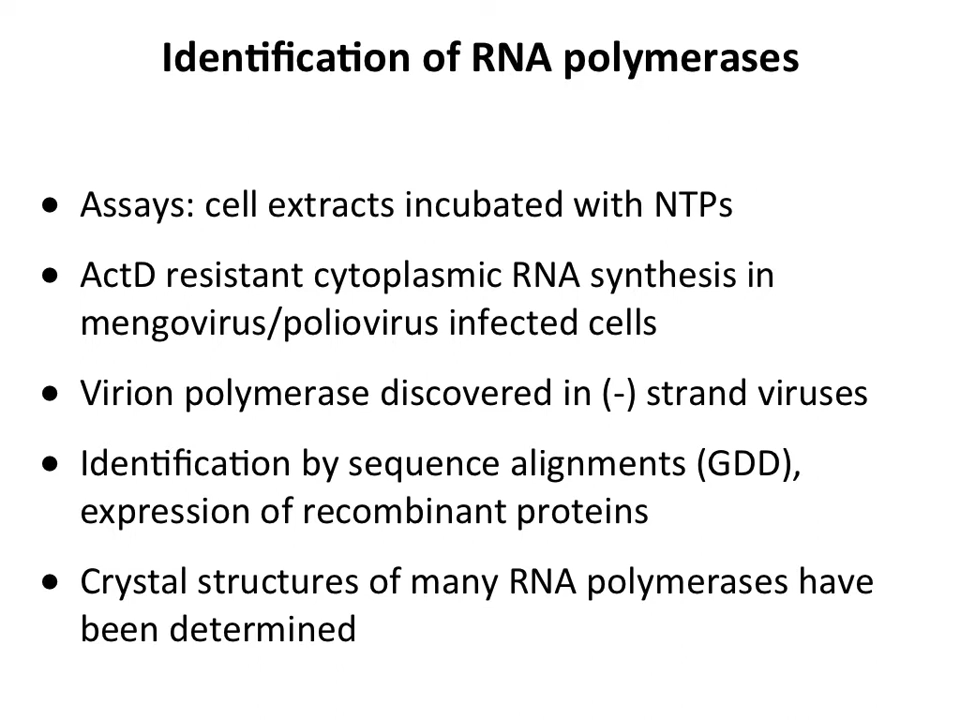 Identification of RNA polymerases
• Assays: cell extracts incubated with NTPs
• ActD resistant cytoplasmic RNA synthesis in
mengovirus/poliovirus infected cells
• Virion polymerase discovered in (-) strand viruses
• Identification by sequence alignments (GDD),
expression of recombinant proteins
• Crystal structures of many RNA polymerases have
been determined